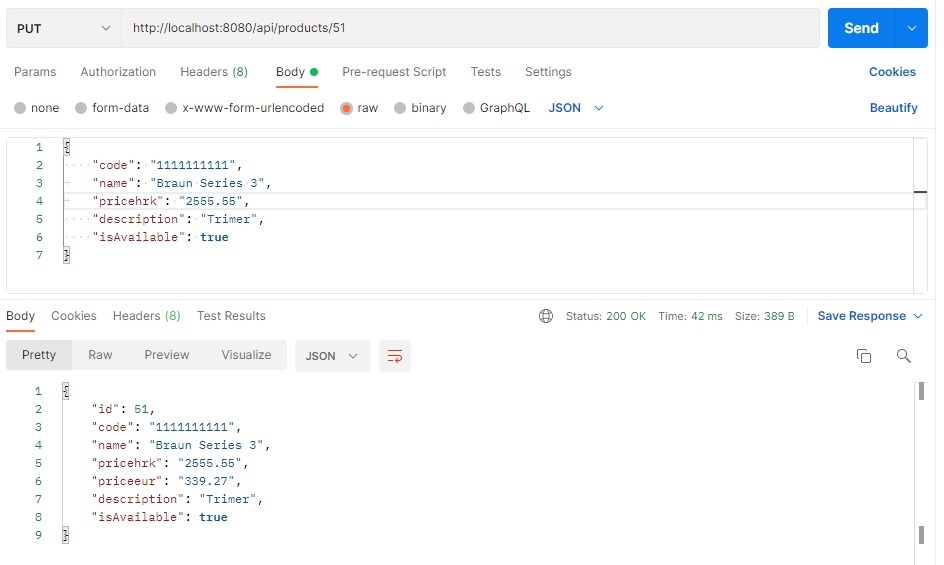 PUT http://localhost:8080/api/products/51 Send
Params Authorization Headers (8) Body Pre-request Script Tests Settings Cookies
none form-data x-www-form-urlencoded raw binary GraphQL JSON Beautify
1 {
2 "code": "1111111111",
3 "name": "Braun Series 3",
4 "pricehrk": "2555.55",
5 "description": "Trimer",
6 "isAvailable": true
7 }
Body Cookies Headers (8) Test Results Status: 200 OK Time: 42 ms Size: 389 B Save Response
Pretty Raw Preview Visualize JSON
1 {
2 "id": 51,
3 "code": "1111111111",
4 "name": "Braun Series 3",
5 "pricehrk": "2555.55",
6 "priceeur": "339.27",
7 "description": "Trimer",
8 "isAvailable": true
9 }